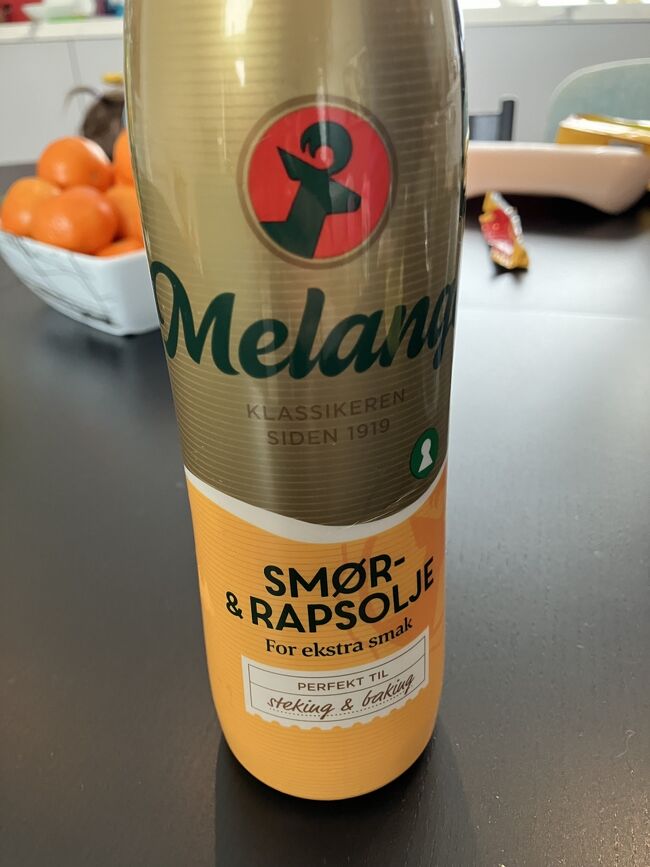 Melang
KLASSIKEREN
SIDEN 1919
SMØR-
& RAPSOLJE
For ekstra smak
PERFEKT TIL
steking & baking